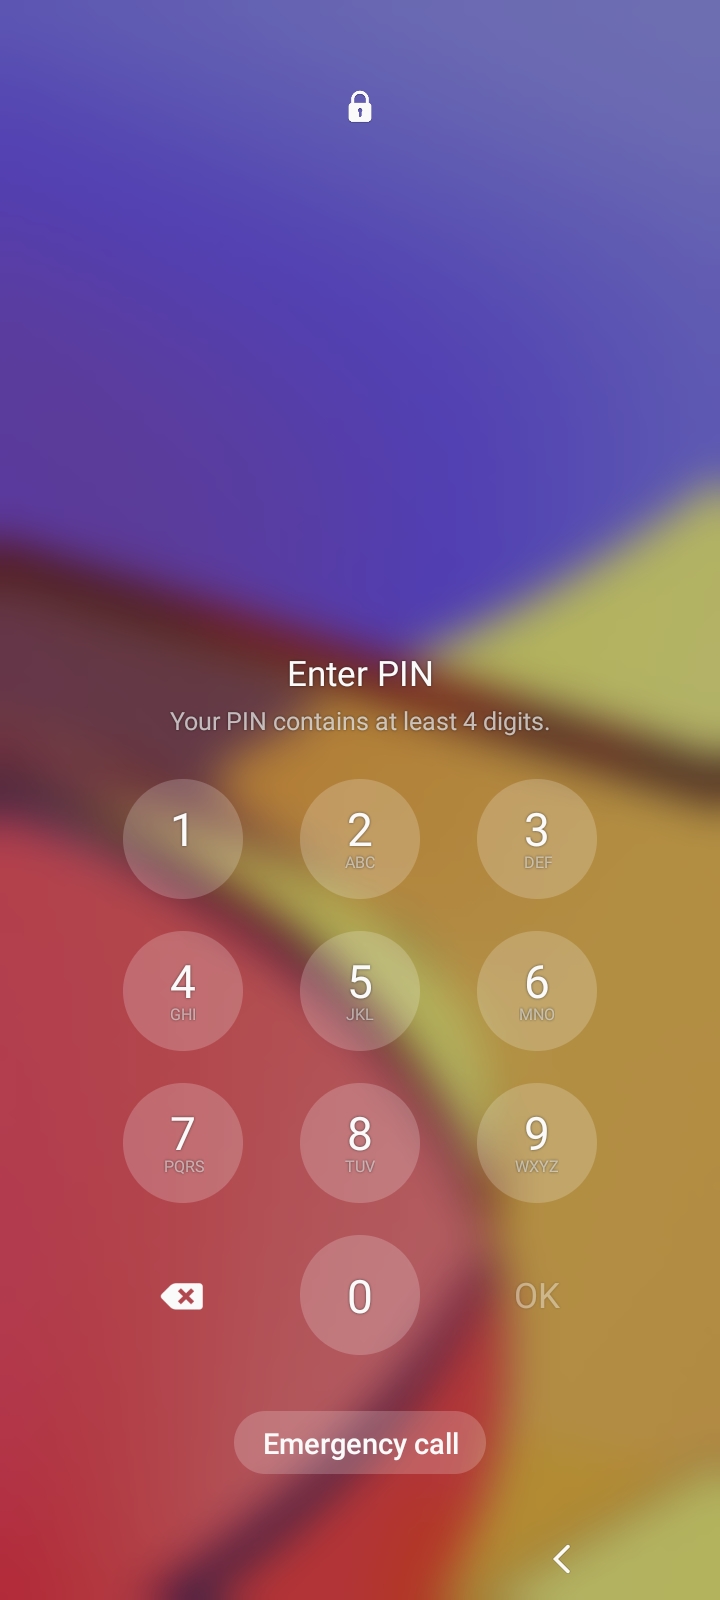 Enter PIN
Your PIN contains at least 4 digits.
1 2 3
ABC DEF
4 5 6
GHI JKL MNO
7 8 9
PQRS TUV WXYZ
0 OK
Emergency call